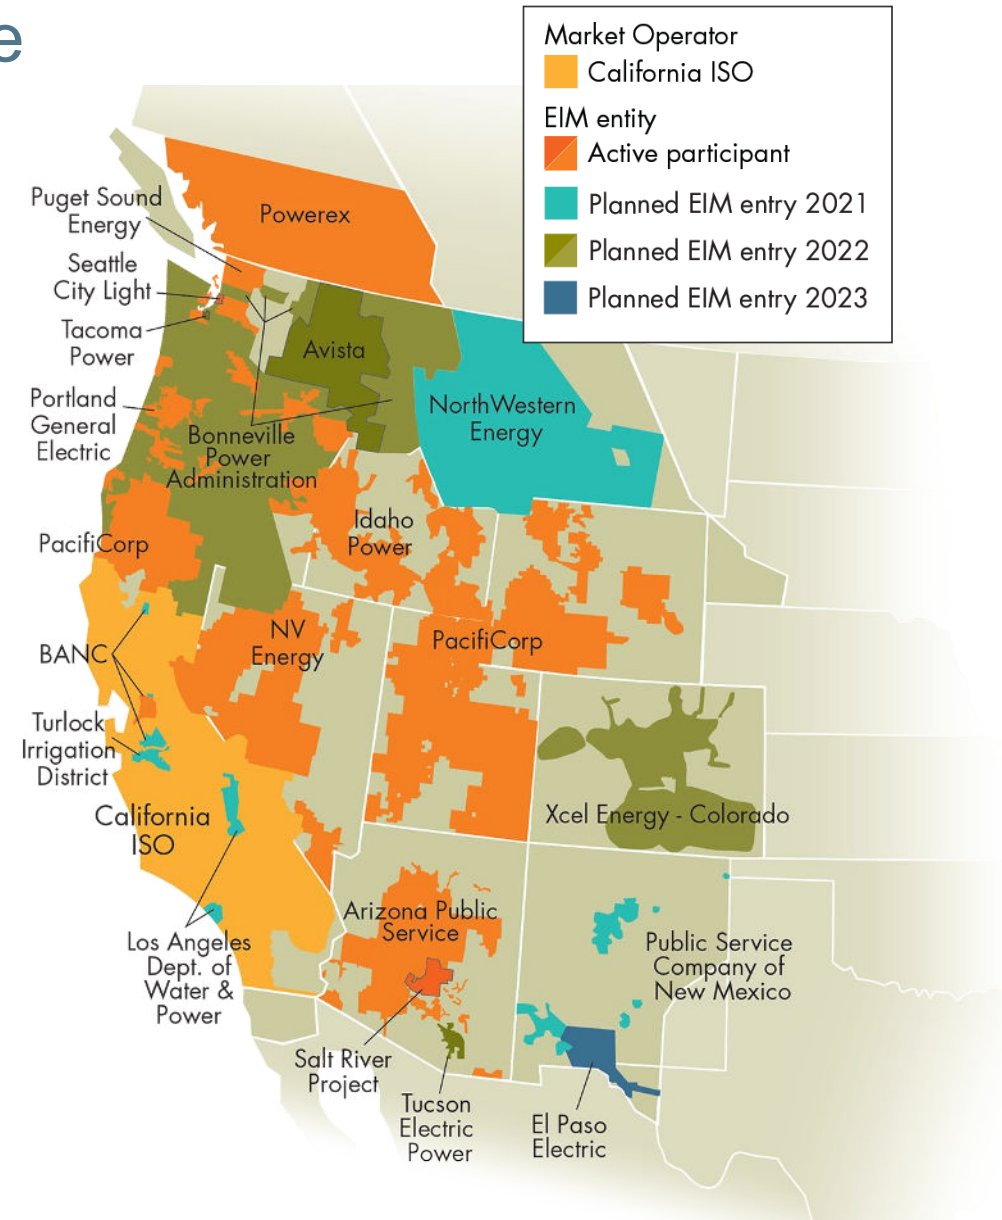 e
Market Operator
California ISO
EIM entity
Active participant
Planned EIM entry 2021
Planned EIM entry 2022
Planned EIM entry 2023
Puget Sound
Energy
Powerex
Seattle
City Light
Tacoma
Power
Avista
Portland
General
Electric
NorthWestern
Energy
Bonneville
Power
Administration
PacifiCorp
Idaho
Power
BANC
NV
Energy
PacifiCorp
Turlock
Irrigation
District
California
ISO
Xcel Energy - Colorado
Los Angeles
Dept. of
Water &
Power
Arizona Public
Service
Public Service
Company of
New Mexico
Salt River
Project
Tucson
Electric
Power
El Paso
Electric